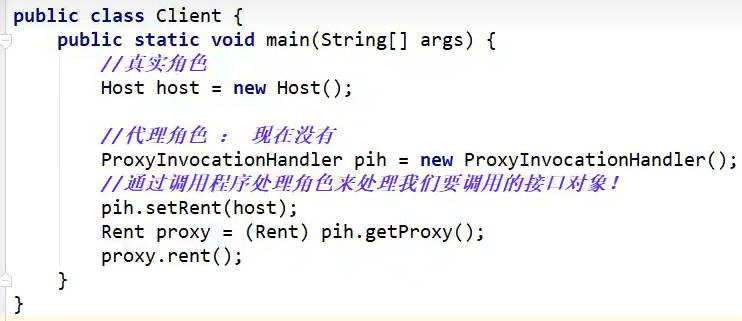 public class Client {
    public static void main(String[] args) {
        //真实角色
        Host host = new Host();
        //代理角色 ： 现在没有
        ProxyInvocationHandler pih = new ProxyInvocationHandler();
        //通过调用程序处理角色来处理我们要调用的接口对象！
        pih.setRent(host);
        Rent proxy = (Rent) pih.getProxy();
        proxy.rent();
    }
}